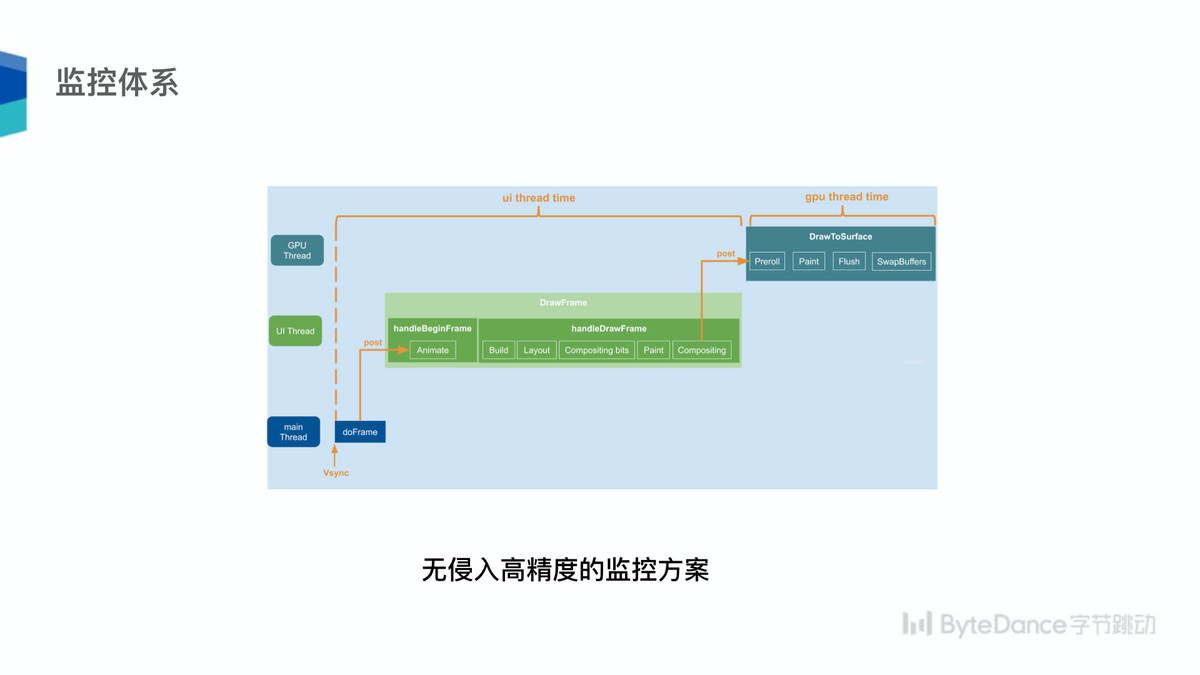 监控体系
ui thread time
gpu thread time
GPU
Thread
DrawToSurface
post
Preroll
Paint
Flush
SwapBuffers
DrawFrame
UI Thread
handleBeginFrame
handleDrawFrame
post
Animate
Build
Layout
Compositing bits
Paint
Compositing
main
Thread
doFrame
Vsync
无侵入高精度的监控方案
ByteDance字节跳动